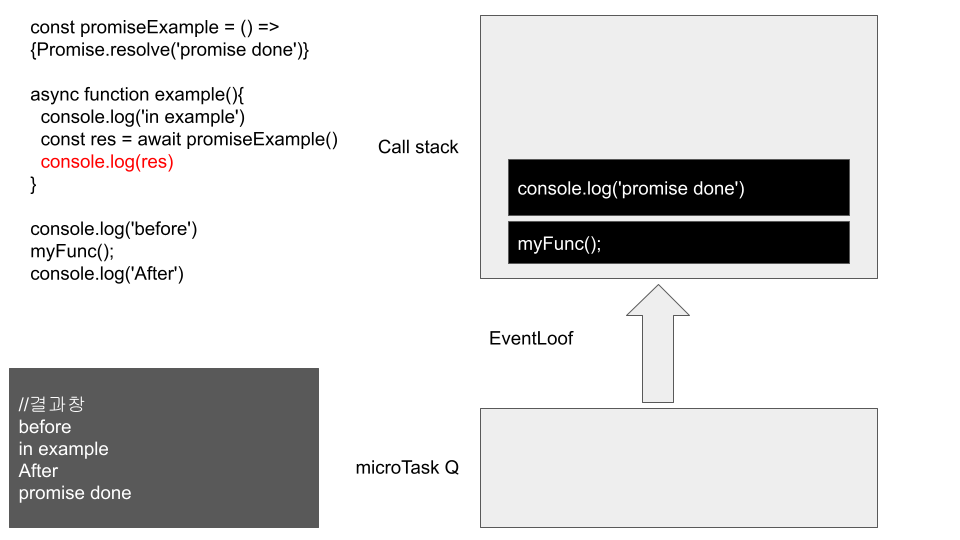 const promiseExample = () =>
{Promise.resolve('promise done')}
async function example(){
console.log('in example')
const res = await promiseExample()
console.log(res)
}
console.log('before')
myFunc();
console.log('After')
Call stack
console.log('promise done')
myFunc();
EventLoof
microTask Q
//결과창
before
in example
After
promise done